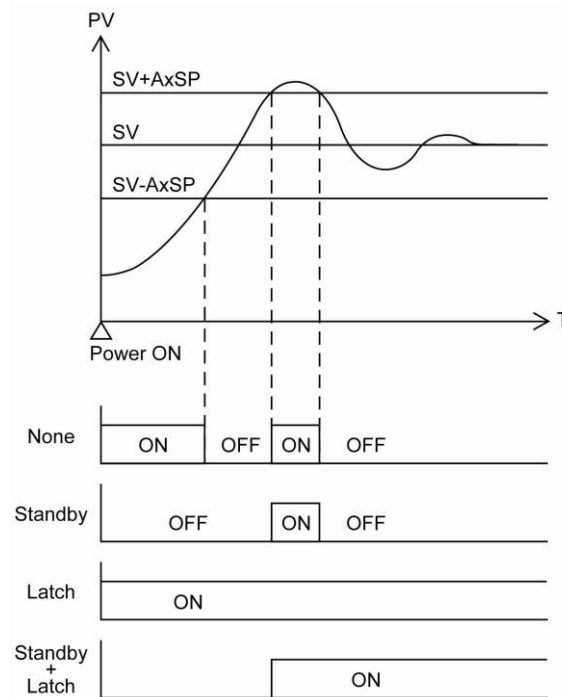 PV
SV+AxSP
SV
SV-AxSP
T
Power ON
None
ON
OFF
ON
OFF
Standby
OFF
ON
OFF
Latch
ON
Standby
+
Latch
ON